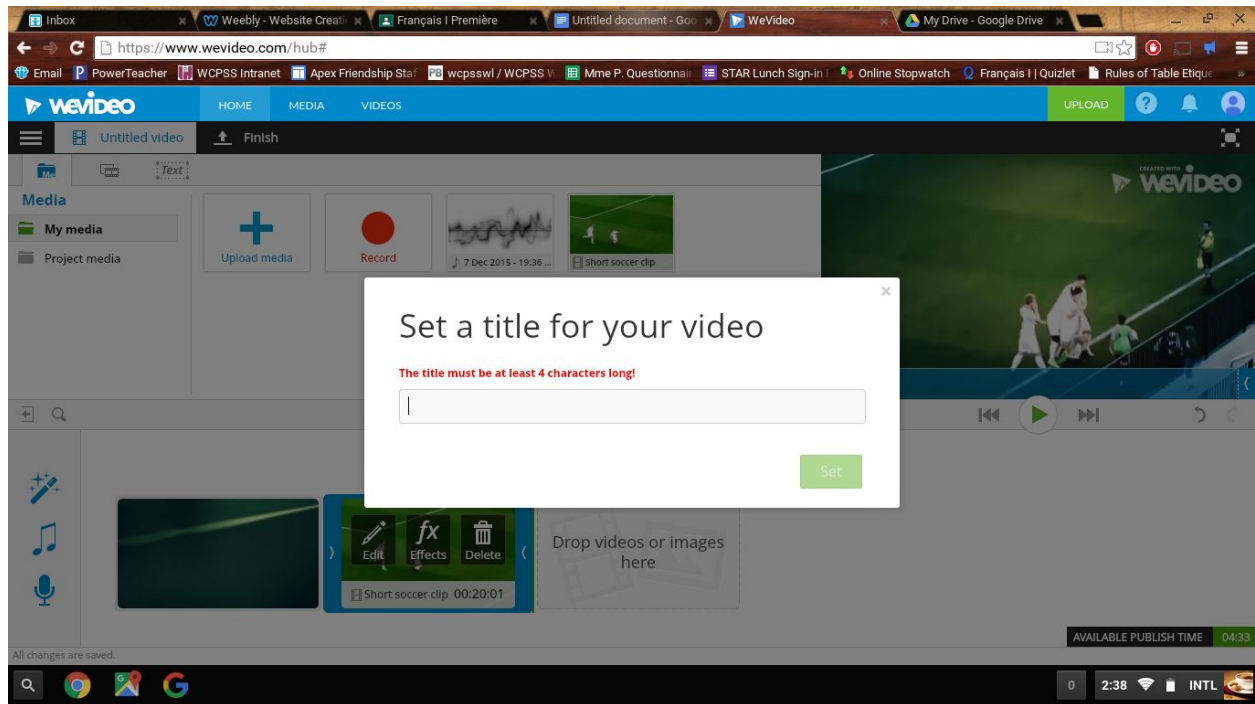 Inbox
Weebly - Website Creati
Français I Première
Untitled document - Goo
WeVideo
My Drive - Google Drive
https://www.wevideo.com/hub#
Email
PowerTeacher
WCPSS Intranet
Apex Friendship Staf
PB wcpsswl / WCPSS W
Mme P. Questionnair
STAR Lunch Sign-in
Online Stopwatch
Q Français I | Quizlet
Rules of Table Etique
»
WEVIDEO
HOME
MEDIA
VIDEOS
UPLOAD
?
Untitled video
Finish
Me
Text
CREATED WITH
WEVIDEO
Media
My media
Project media
Upload media
Record
7 Dec 2015 - 19:36 ...
Short soccer clip
Set a title for your video
The title must be at least 4 characters long!
Set
Edit
fx
Effects
Delete
Short soccer clip 00:20:01
Drop videos or images
here
AVAILABLE PUBLISH TIME 04:33
All changes are saved.
G
0
2:38
INTL